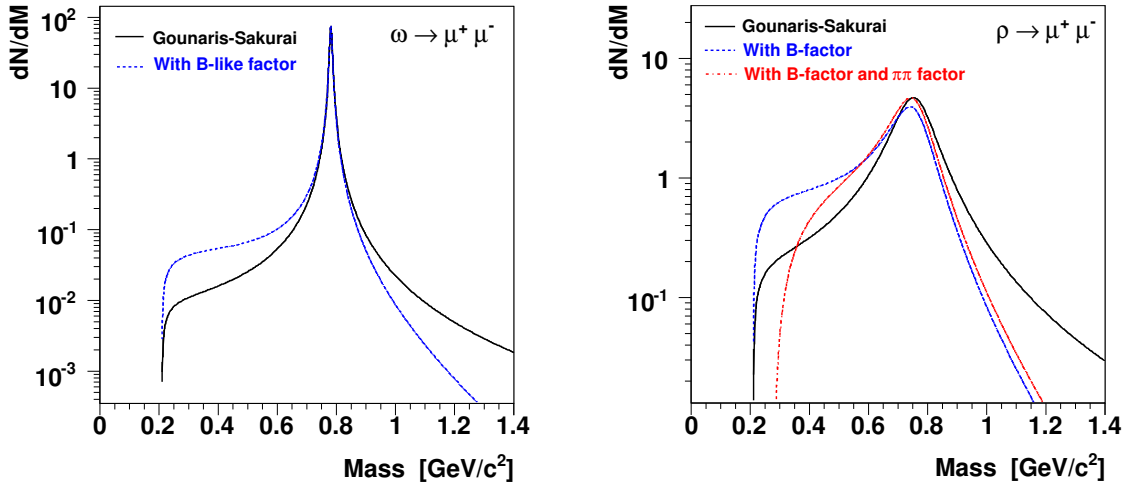 dN/dM
10²
10
1
10⁻¹
10⁻²
10⁻³
Gounaris-Sakurai
With B-like factor
ω → μ⁺ μ⁻
0 0.2 0.4 0.6 0.8 1 1.2 1.4
Mass [GeV/c²]
dN/dM
10
1
10⁻¹
Gounaris-Sakurai
With B-factor
With B-factor and ππ factor
ρ → μ⁺ μ⁻
0 0.2 0.4 0.6 0.8 1 1.2 1.4
Mass [GeV/c²]